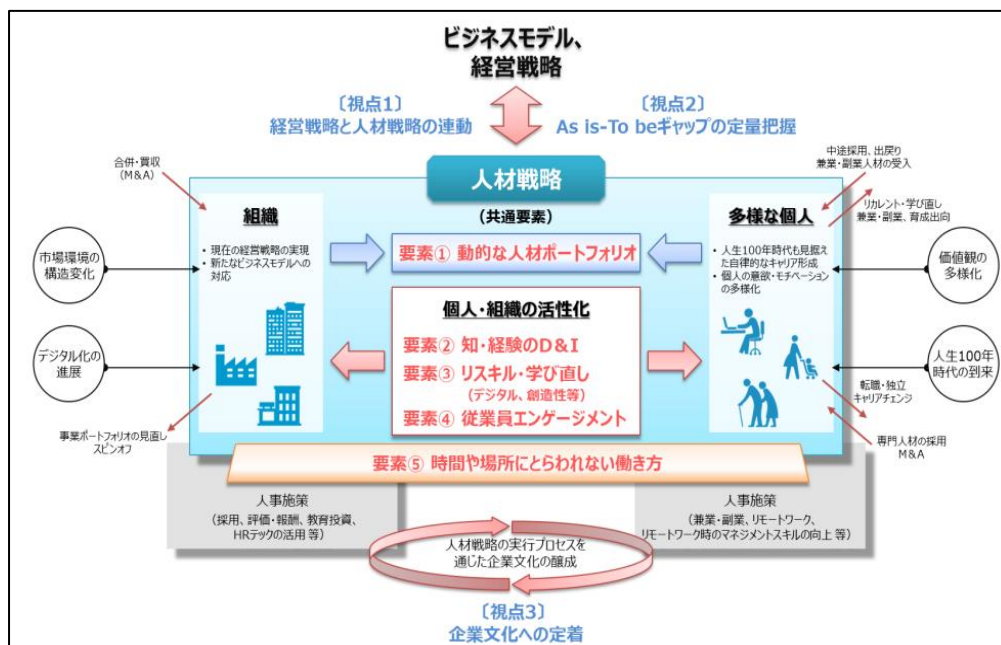 ビジネスモデル、
経営戦略
〔視点1〕
経営戦略と人材戦略の連動
〔視点2〕
As is-To beギャップの定量把握
合併・買収
(M&A)
中途採用、出戻り
兼業・副業人材の受入
リカレント・学び直し
兼業・副業、育成出向
人材戦略
(共通要素)
組織
• 現在の経営戦略の実現
• 新たなビジネスモデルへの
対応
要素① 動的な人材ポートフォリオ
多様な個人
• 人生100年時代も見据え
た自律的なキャリア形成
• 個人の意欲・モチベーション
の多様化
市場環境の
構造変化
価値観の
多様化
個人・組織の活性化
要素② 知・経験のD&I
要素③ リスキル・学び直し
(デジタル、創造性等)
要素④ 従業員エンゲージメント
デジタル化の
進展
人生100年
時代の到来
転職・独立
キャリアチェンジ
事業ポートフォリオの見直し
スピンオフ
専門人材の採用
M&A
要素⑤ 時間や場所にとらわれない働き方
人事施策
(採用、評価・報酬、教育投資、
HRテックの活用 等)
人事施策
(兼業・副業、リモートワーク、
リモートワーク時のマネジメントスキルの向上 等)
人材戦略の実行プロセスを
通じた企業文化の醸成
〔視点3〕
企業文化への定着